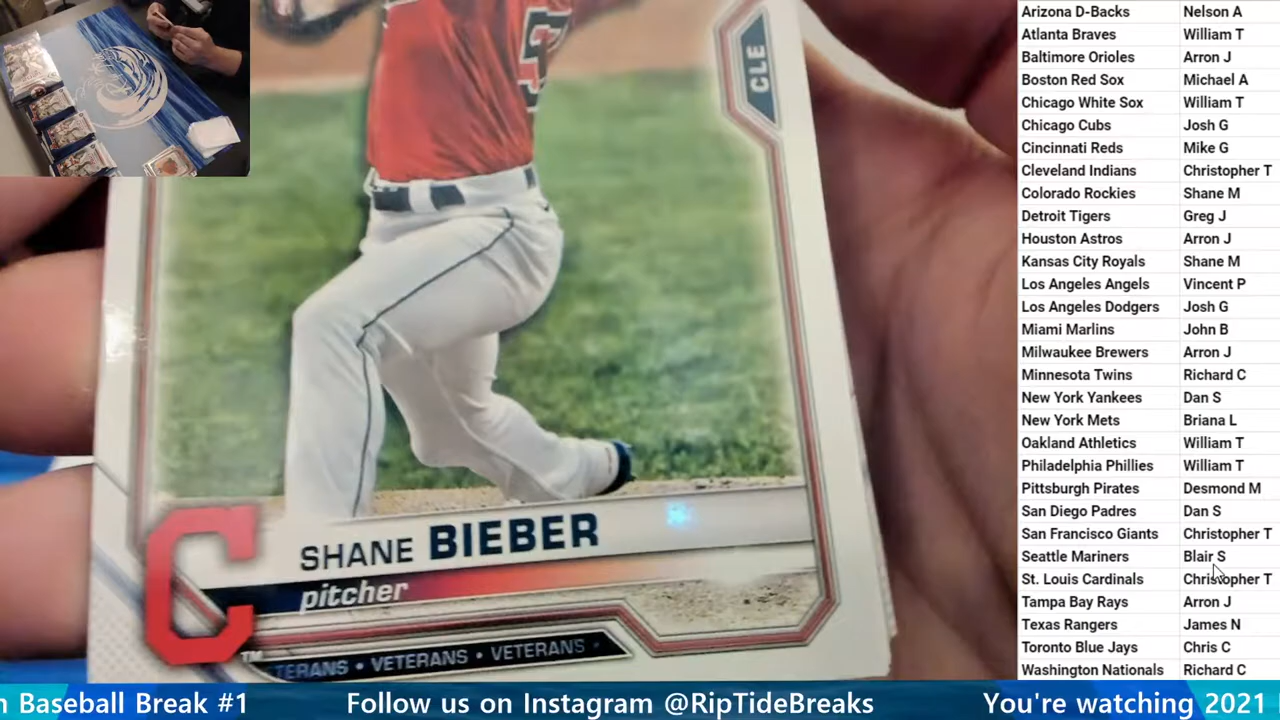 CLE
SHANE BIEBER
pitcher
C
TM
TERANS • VETERANS • VETERANS •
Arizona D-Backs Nelson A
Atlanta Braves William T
Baltimore Orioles Arron J
Boston Red Sox Michael A
Chicago White Sox William T
Chicago Cubs Josh G
Cincinnati Reds Mike G
Cleveland Indians Christopher T
Colorado Rockies Shane M
Detroit Tigers Greg J
Houston Astros Arron J
Kansas City Royals Shane M
Los Angeles Angels Vincent P
Los Angeles Dodgers Josh G
Miami Marlins John B
Milwaukee Brewers Arron J
Minnesota Twins Richard C
New York Yankees Dan S
New York Mets Briana L
Oakland Athletics William T
Philadelphia Phillies William T
Pittsburgh Pirates Desmond M
San Diego Padres Dan S
San Francisco Giants Christopher T
Seattle Mariners Blair S
St. Louis Cardinals Christopher T
Tampa Bay Rays Arron J
Texas Rangers James N
Toronto Blue Jays Chris C
Washington Nationals Richard C
n Baseball Break #1 Follow us on Instagram @RipTideBreaks You're watching 2021